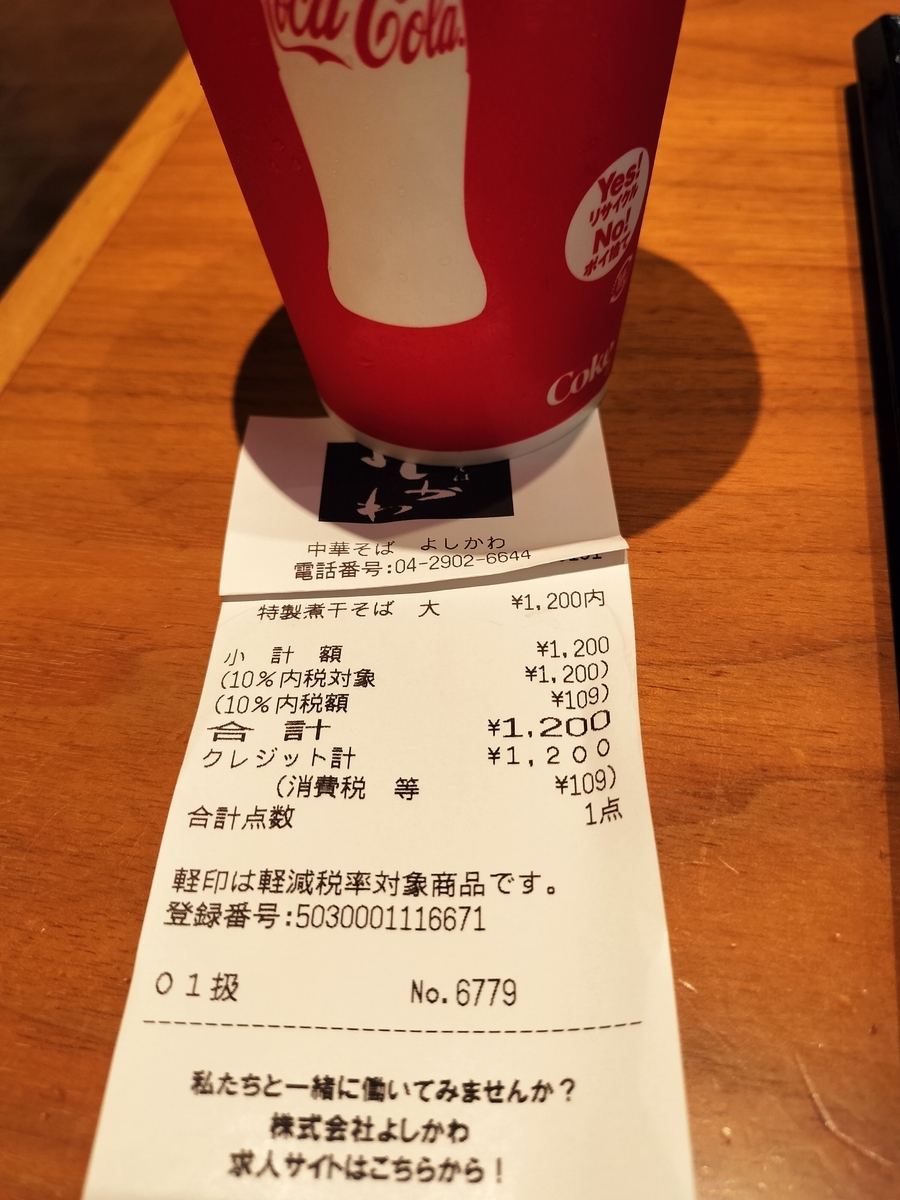 Coca Cola
Yes!
リサイクル
No!
ポイ捨て
Coke
中華そば よしかわ
電話番号:04-2902-6644
特製煮干そば 大 ¥1,200内
小 計 額 ¥1,200
(10%内税対象 ¥1,200)
(10%内税額 ¥109)
合 計 ¥1,200
クレジット計 ¥1,200
(消費税 等 ¥109)
合計点数 1点
軽印は軽減税率対象商品です。
登録番号:5030001116671
01扱 No.6779
私たちと一緒に働いてみませんか?
株式会社よしかわ
求人サイトはこちらから!